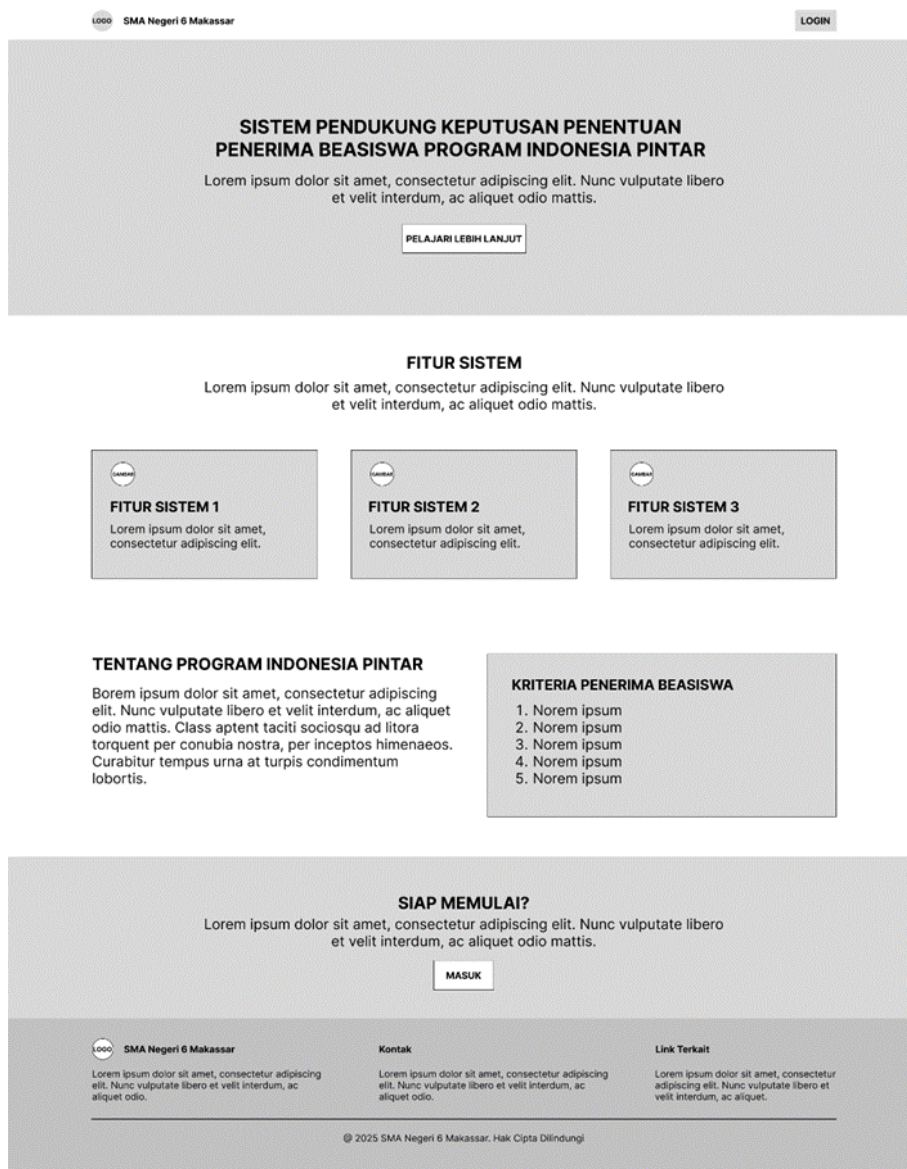 LOGO SMA Negeri 6 Makassar LOGIN
SISTEM PENDUKUNG KEPUTUSAN PENENTUAN
PENERIMA BEASISWA PROGRAM INDONESIA PINTAR
Lorem ipsum dolor sit amet, consectetur adipiscing elit. Nunc vulputate libero
et velit interdum, ac aliquet odio mattis.
PELAJARI LEBIH LANJUT
FITUR SISTEM
Lorem ipsum dolor sit amet, consectetur adipiscing elit. Nunc vulputate libero
et velit interdum, ac aliquet odio mattis.
GAMBAR
FITUR SISTEM 1
Lorem ipsum dolor sit amet,
consectetur adipiscing elit.
GAMBAR
FITUR SISTEM 2
Lorem ipsum dolor sit amet,
consectetur adipiscing elit.
GAMBAR
FITUR SISTEM 3
Lorem ipsum dolor sit amet,
consectetur adipiscing elit.
TENTANG PROGRAM INDONESIA PINTAR
Borem ipsum dolor sit amet, consectetur adipiscing
elit. Nunc vulputate libero et velit interdum, ac aliquet
odio mattis. Class aptent taciti sociosqu ad litora
torquent per conubia nostra, per inceptos himenaeos.
Curabitur tempus urna at turpis condimentum
lobortis.
KRITERIA PENERIMA BEASISWA
1. Norem ipsum
2. Norem ipsum
3. Norem ipsum
4. Norem ipsum
5. Norem ipsum
SIAP MEMULAI?
Lorem ipsum dolor sit amet, consectetur adipiscing elit. Nunc vulputate libero
et velit interdum, ac aliquet odio mattis.
MASUK
LOGO SMA Negeri 6 Makassar
Lorem ipsum dolor sit amet, consectetur adipiscing
elit. Nunc vulputate libero et velit interdum, ac
aliquet odio.
Kontak
Lorem ipsum dolor sit amet, consectetur adipiscing
elit. Nunc vulputate libero et velit interdum, ac
aliquet odio.
Link Terkait
Lorem ipsum dolor sit amet, consectetur
adipiscing elit. Nunc vulputate libero et
velit interdum, ac aliquet.
@ 2025 SMA Negeri 6 Makassar. Hak Cipta Dilindungi